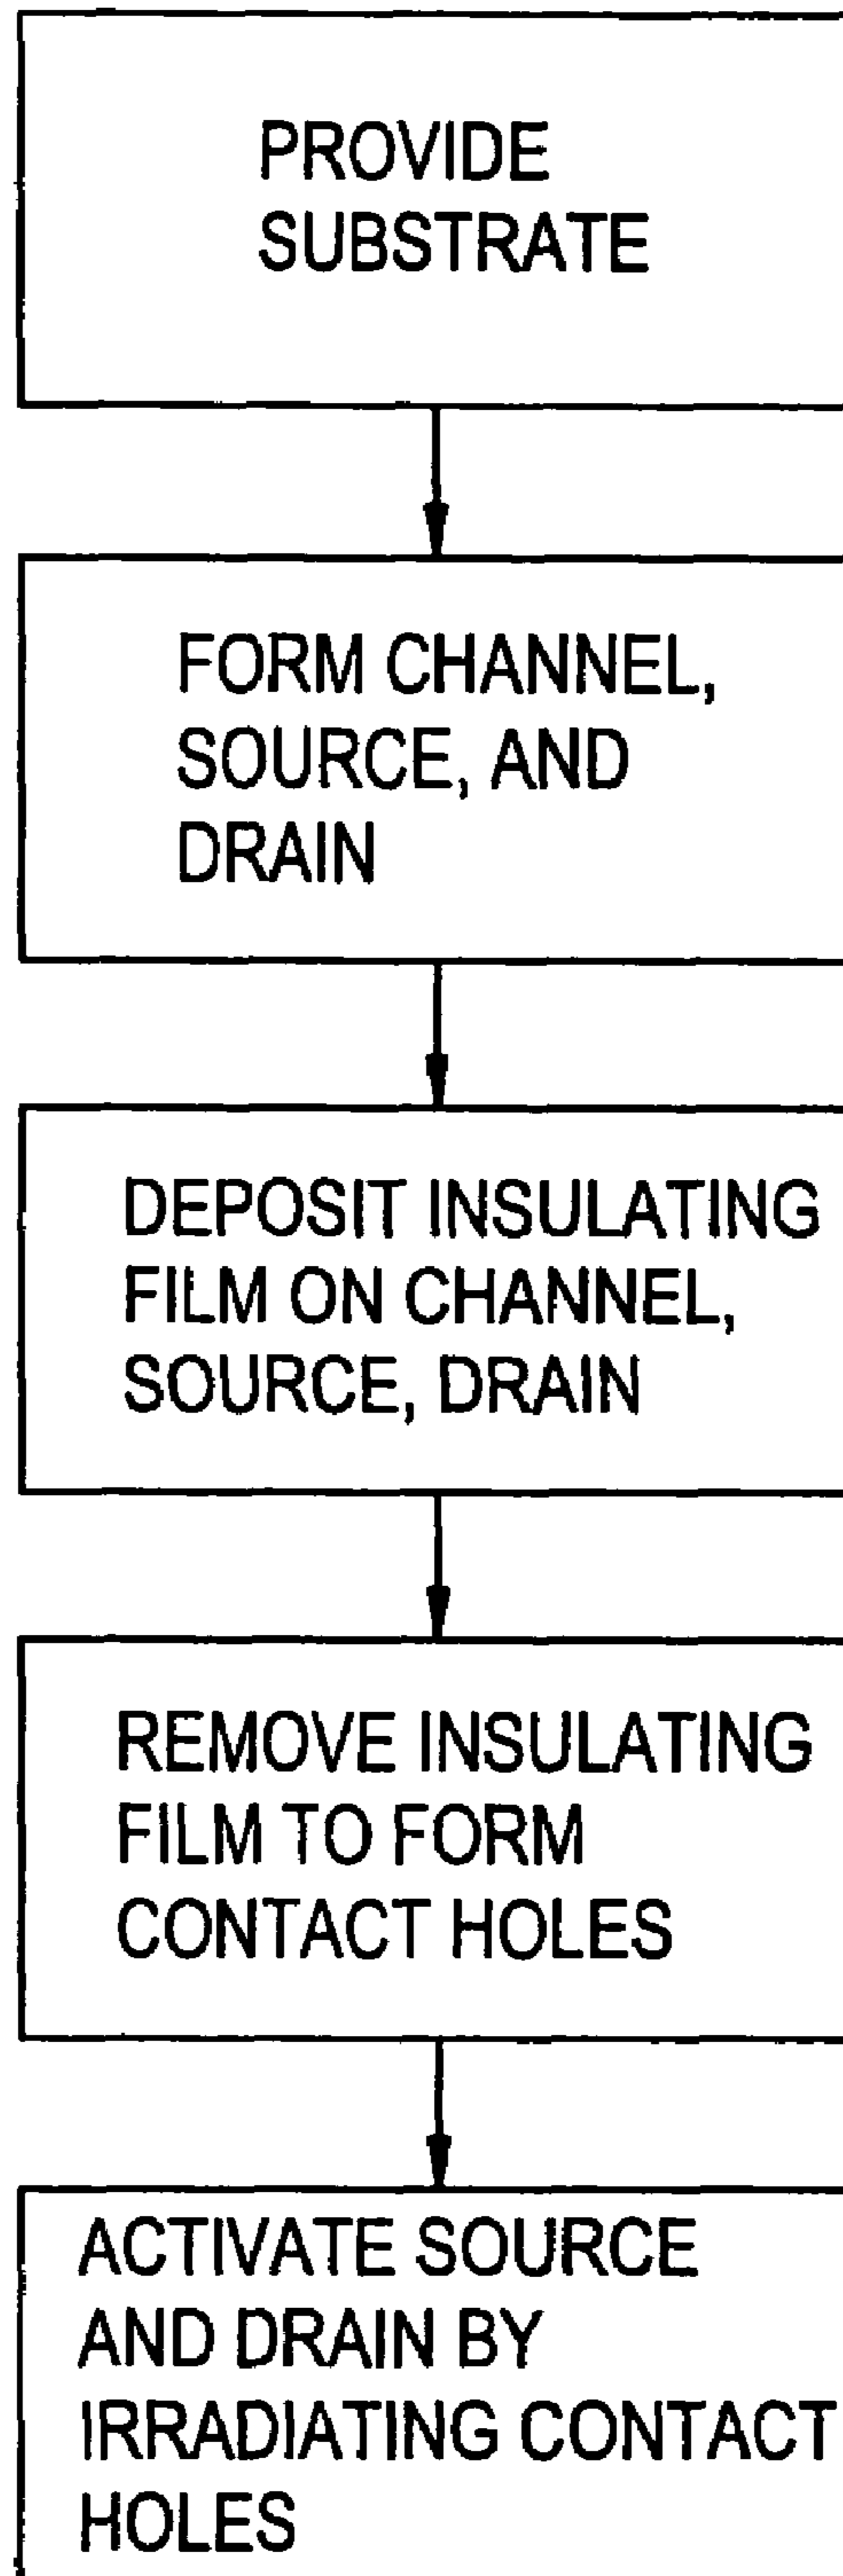 PROVIDE
SUBSTRATE
FORM CHANNEL,
SOURCE, AND
DRAIN
DEPOSIT INSULATING
FILM ON CHANNEL,
SOURCE, DRAIN
REMOVE INSULATING
FILM TO FORM
CONTACT HOLES
ACTIVATE SOURCE
AND DRAIN BY
IRRADIATING CONTACT
HOLES